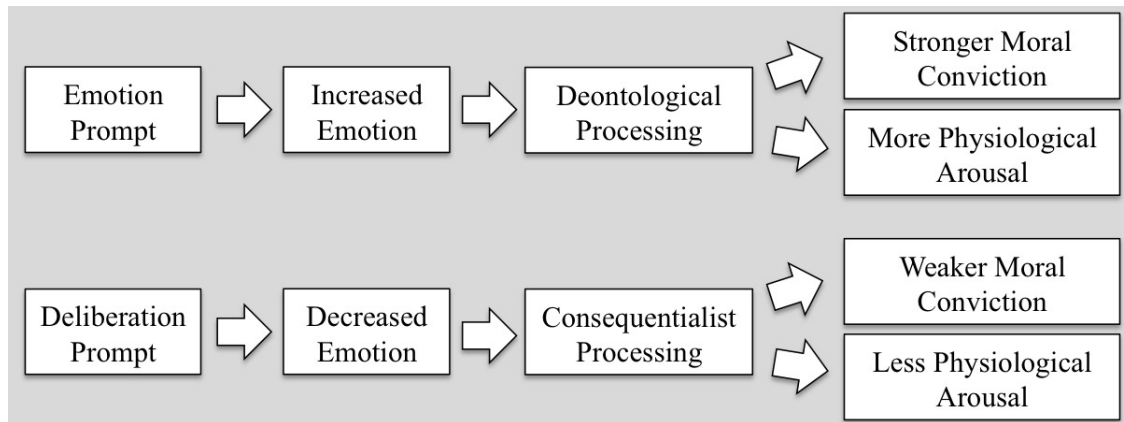 Emotion
Prompt
Increased
Emotion
Deontological
Processing
Stronger Moral
Conviction
More Physiological
Arousal
Deliberation
Prompt
Decreased
Emotion
Consequentialist
Processing
Weaker Moral
Conviction
Less Physiological
Arousal